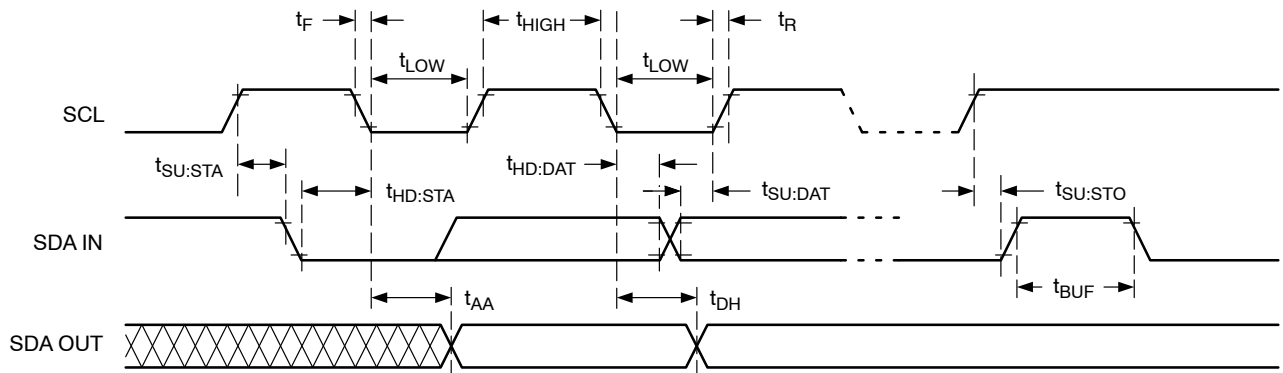 tF
tHIGH
tR
tLOW
tLOW
SCL
tSU:STA
tHD:STA
tHD:DAT
tSU:DAT
tSU:STO
SDA IN
tBUF
tAA
tDH
SDA OUT